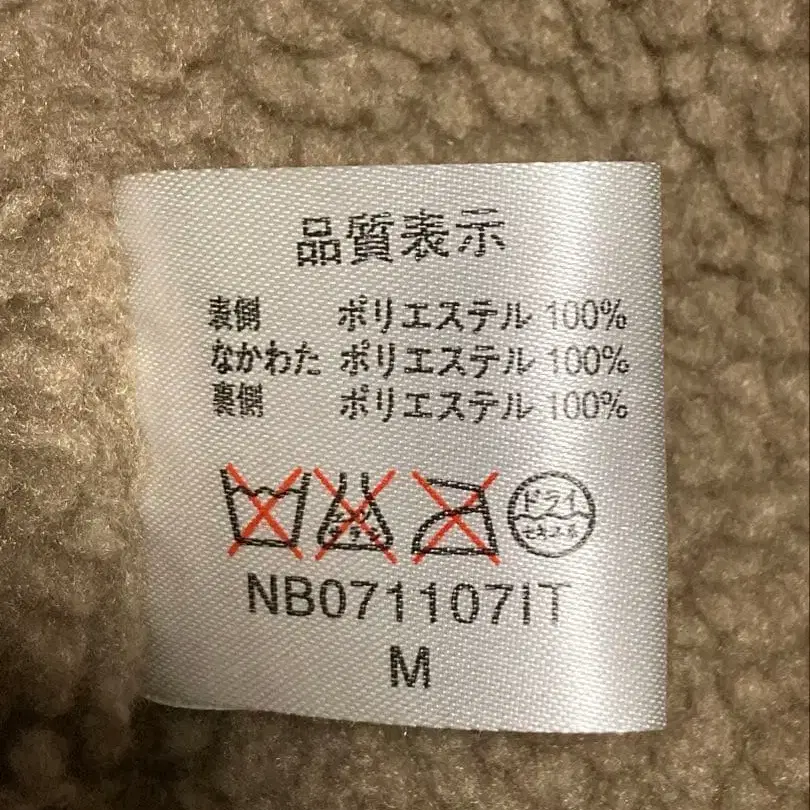 品質表示
表側 ポリエステル 100%
なかわた ポリエステル 100%
裏側 ポリエステル 100%
ドライ
NB071107IT
M